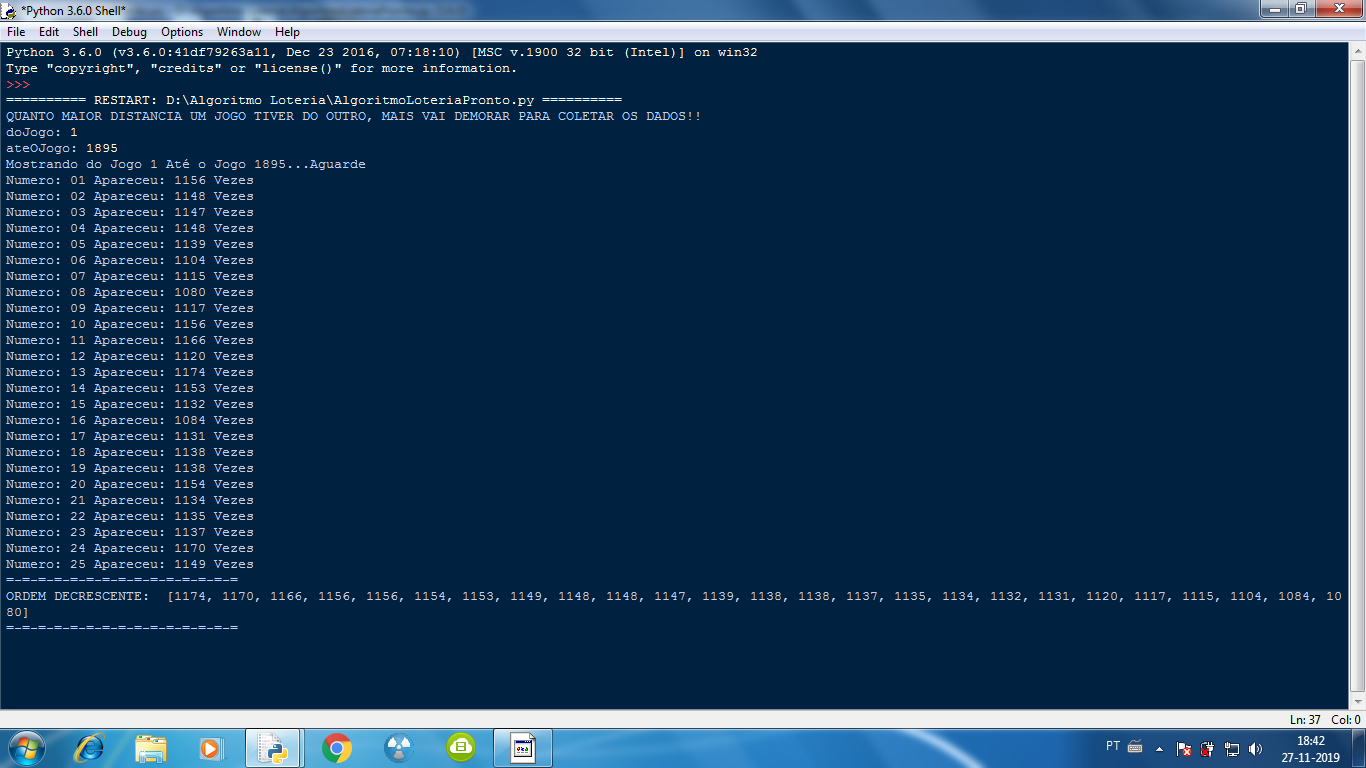 *Python 3.6.0 Shell*
File Edit Shell Debug Options Window Help
Python 3.6.0 (v3.6.0:41df79263a11, Dec 23 2016, 07:18:10) [MSC v.1900 32 bit (Intel)] on win32
Type "copyright", "credits" or "license()" for more information.
>>>
========== RESTART: D:\Algoritmo Loteria\AlgoritmoLoteriaPronto.py ==========
QUANTO MAIOR DISTANCIA UM JOGO TIVER DO OUTRO, MAIS VAI DEMORAR PARA COLETAR OS DADOS!!
doJogo: 1
ateOJogo: 1895
Mostrando do Jogo 1 Até o Jogo 1895...Aguarde
Numero: 01 Apareceu: 1156 Vezes
Numero: 02 Apareceu: 1148 Vezes
Numero: 03 Apareceu: 1147 Vezes
Numero: 04 Apareceu: 1148 Vezes
Numero: 05 Apareceu: 1139 Vezes
Numero: 06 Apareceu: 1104 Vezes
Numero: 07 Apareceu: 1115 Vezes
Numero: 08 Apareceu: 1080 Vezes
Numero: 09 Apareceu: 1117 Vezes
Numero: 10 Apareceu: 1156 Vezes
Numero: 11 Apareceu: 1166 Vezes
Numero: 12 Apareceu: 1120 Vezes
Numero: 13 Apareceu: 1174 Vezes
Numero: 14 Apareceu: 1153 Vezes
Numero: 15 Apareceu: 1132 Vezes
Numero: 16 Apareceu: 1084 Vezes
Numero: 17 Apareceu: 1131 Vezes
Numero: 18 Apareceu: 1138 Vezes
Numero: 19 Apareceu: 1138 Vezes
Numero: 20 Apareceu: 1154 Vezes
Numero: 21 Apareceu: 1134 Vezes
Numero: 22 Apareceu: 1135 Vezes
Numero: 23 Apareceu: 1137 Vezes
Numero: 24 Apareceu: 1170 Vezes
Numero: 25 Apareceu: 1149 Vezes
=-=-=-=-=-=-=-=-=-=-=-=-=-=-=
ORDEM DECRESCENTE:  [1174, 1170, 1166, 1156, 1156, 1154, 1153, 1149, 1148, 1148, 1147, 1139, 1138, 1138, 1137, 1135, 1134, 1132, 1131, 1120, 1117, 1115, 1104, 1084, 10
80]
=-=-=-=-=-=-=-=-=-=-=-=-=-=-=
Ln: 37 Col: 0
PT
18:42
27-11-2019